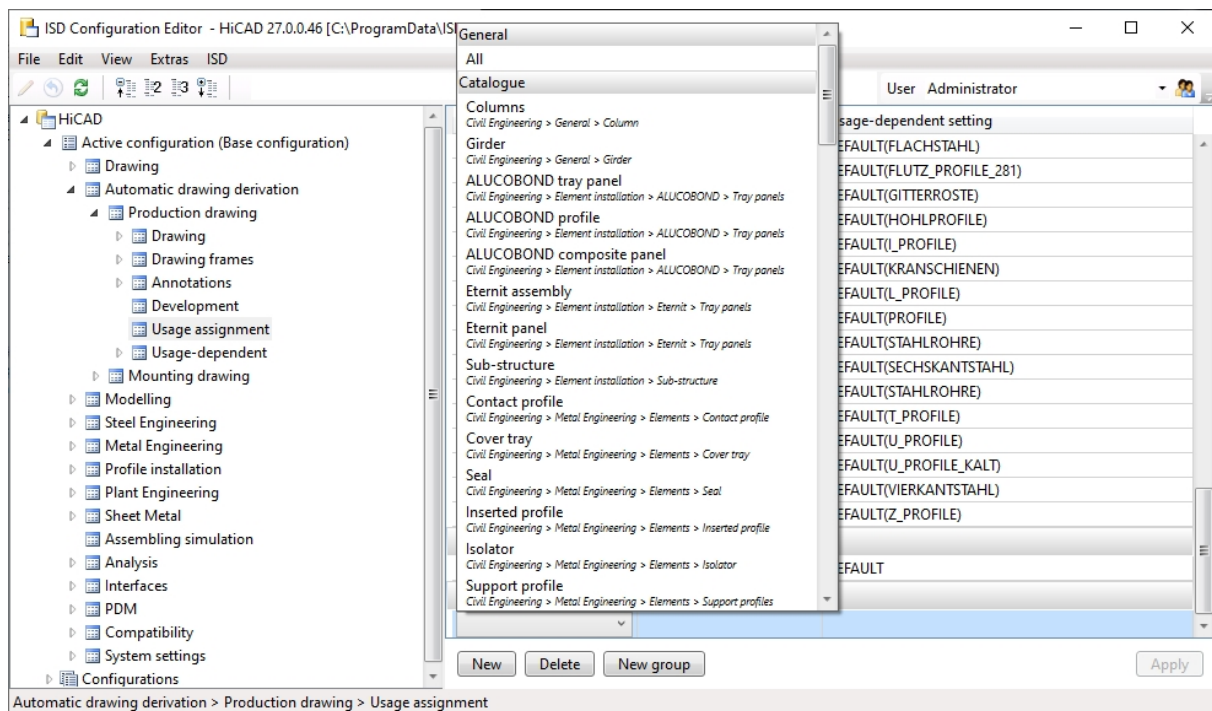 ISD Configuration Editor - HiCAD 27.0.0.46 [C:\ProgramData\IS
File Edit View Extras ISD
2 3
User Administrator
HiCAD
Active configuration (Base configuration)
Drawing
Automatic drawing derivation
Production drawing
Drawing
Drawing frames
Annotations
Development
Usage assignment
Usage-dependent
Mounting drawing
Modelling
Steel Engineering
Metal Engineering
Profile installation
Plant Engineering
Sheet Metal
Assembling simulation
Analysis
Interfaces
PDM
Compatibility
System settings
Configurations
General
All
Catalogue
Columns
Civil Engineering > General > Column
Girder
Civil Engineering > General > Girder
ALUCOBOND tray panel
Civil Engineering > Element installation > ALUCOBOND > Tray panels
ALUCOBOND profile
Civil Engineering > Element installation > ALUCOBOND > Tray panels
ALUCOBOND composite panel
Civil Engineering > Element installation > ALUCOBOND > Tray panels
Eternit assembly
Civil Engineering > Element installation > Eternit > Tray panels
Eternit panel
Civil Engineering > Element installation > Eternit > Tray panels
Sub-structure
Civil Engineering > Element installation > Sub-structure
Contact profile
Civil Engineering > Metal Engineering > Elements > Contact profile
Cover tray
Civil Engineering > Metal Engineering > Elements > Cover tray
Seal
Civil Engineering > Metal Engineering > Elements > Seal
Inserted profile
Civil Engineering > Metal Engineering > Elements > Inserted profile
Isolator
Civil Engineering > Metal Engineering > Elements > Isolator
Support profile
Civil Engineering > Metal Engineering > Elements > Support profiles
sage-dependent setting
EFAULT(FLACHSTAHL)
EFAULT(FLUTZ_PROFILE_281)
EFAULT(GITTERROSTE)
EFAULT(HOHLPROFILE)
EFAULT(I_PROFILE)
EFAULT(KRANSCHIENEN)
EFAULT(L_PROFILE)
EFAULT(PROFILE)
EFAULT(STAHLROHRE)
EFAULT(SECHSKANTSTAHL)
EFAULT(STAHLROHRE)
EFAULT(T_PROFILE)
EFAULT(U_PROFILE)
EFAULT(U_PROFILE_KALT)
EFAULT(VIERKANTSTAHL)
EFAULT(Z_PROFILE)
EFAULT
New Delete New group Apply
Automatic drawing derivation > Production drawing > Usage assignment